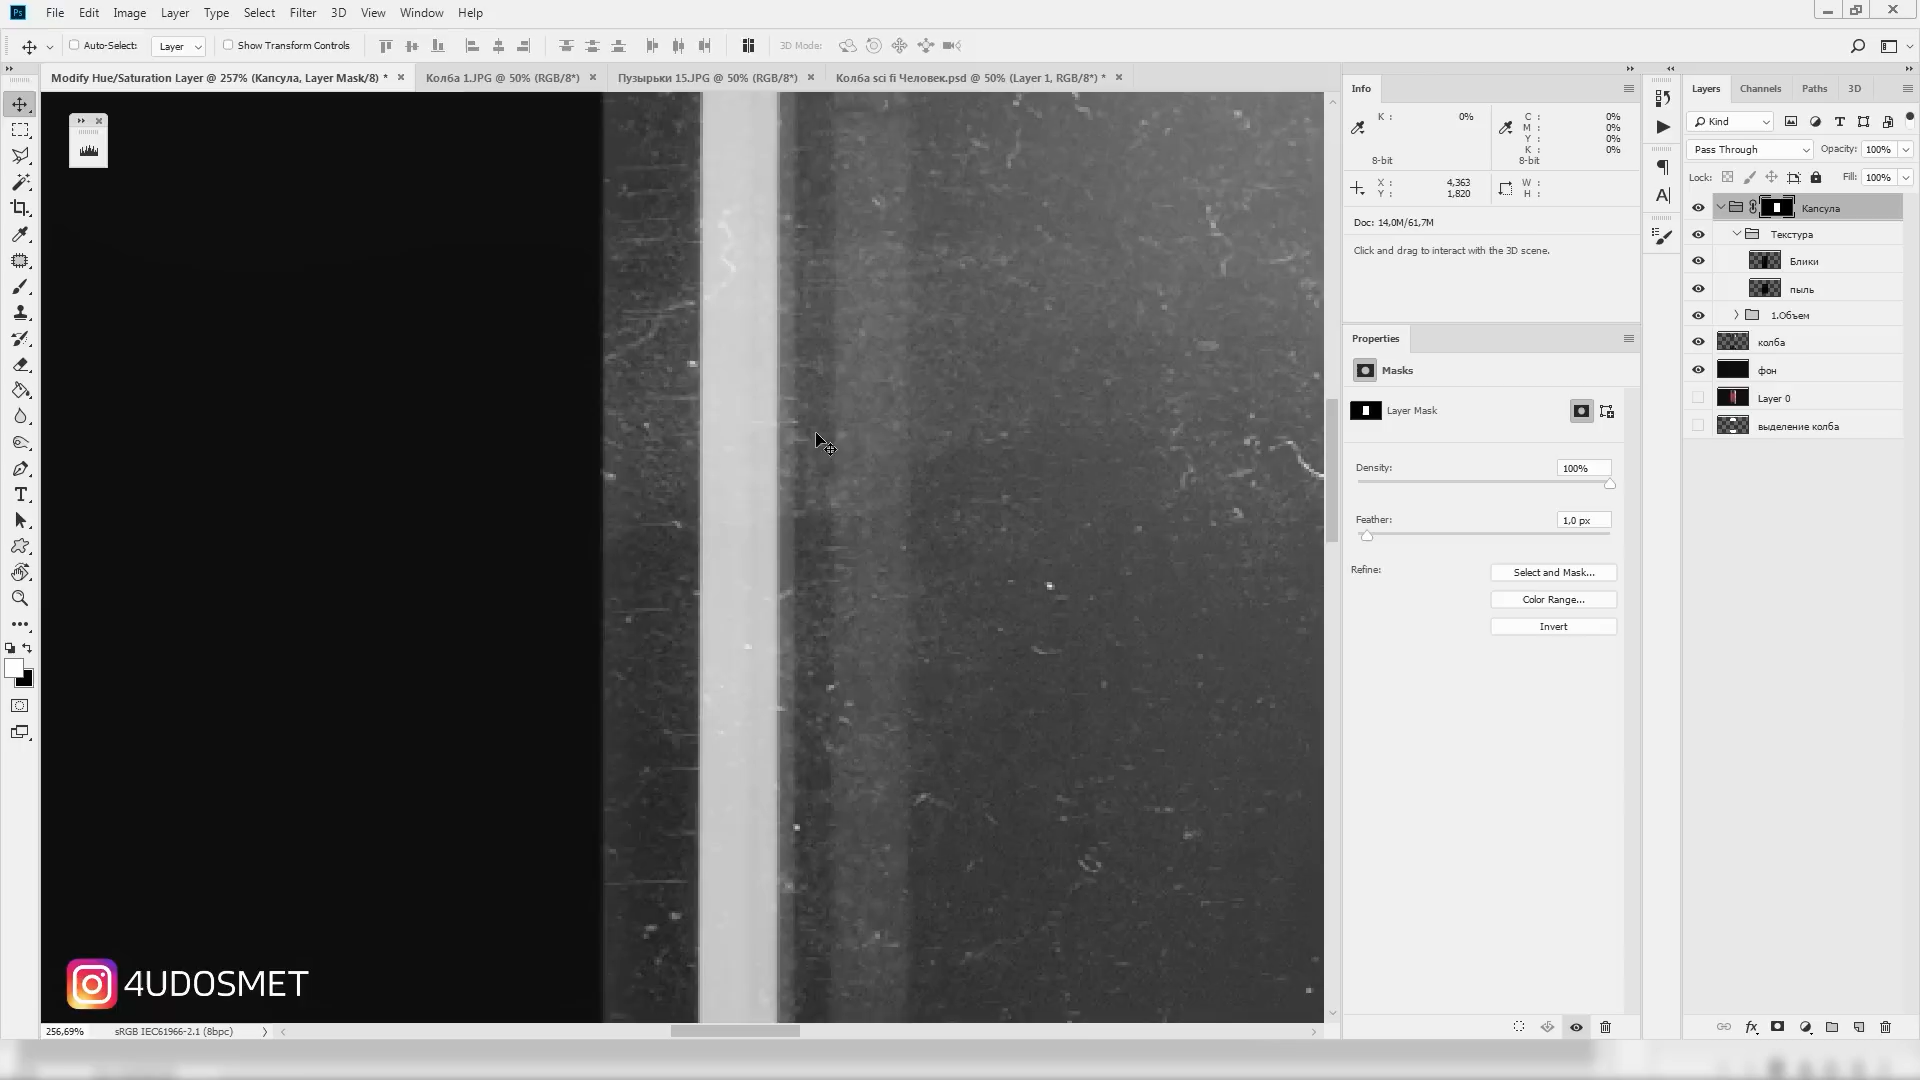 Ps File Edit Image Layer Type Select Filter 3D View Window Help
Auto-Select: Layer Show Transform Controls 3D Mode:
Modify Hue/Saturation Layer @ 257% (Капсула, Layer Mask/8) *
Колба 1.JPG @ 50% (RGB/8*)
Пузырьки 15.JPG @ 50% (RGB/8*)
Колба sci fi Человек.psd @ 50% (Layer 1, RGB/8*) *
Info
K : 0%
8-bit
C : 0%
M : 0%
Y : 0%
K : 0%
8-bit
X : 4,363
Y : 1,820
W :
H :
Doc: 14,0M/61,7M
Click and drag to interact with the 3D scene.
Properties
Masks
Layer Mask
Density: 100%
Feather: 1,0 px
Refine:
Select and Mask...
Color Range...
Invert
Layers Channels Paths 3D
Kind
Pass Through Opacity: 100%
Lock: Fill: 100%
Капсула
Текстура
Блики
пыль
1.Объем
колба
фон
Layer 0
выделение колба
4UDOSMET
256,69% sRGB IEC61966-2.1 (8bpc)